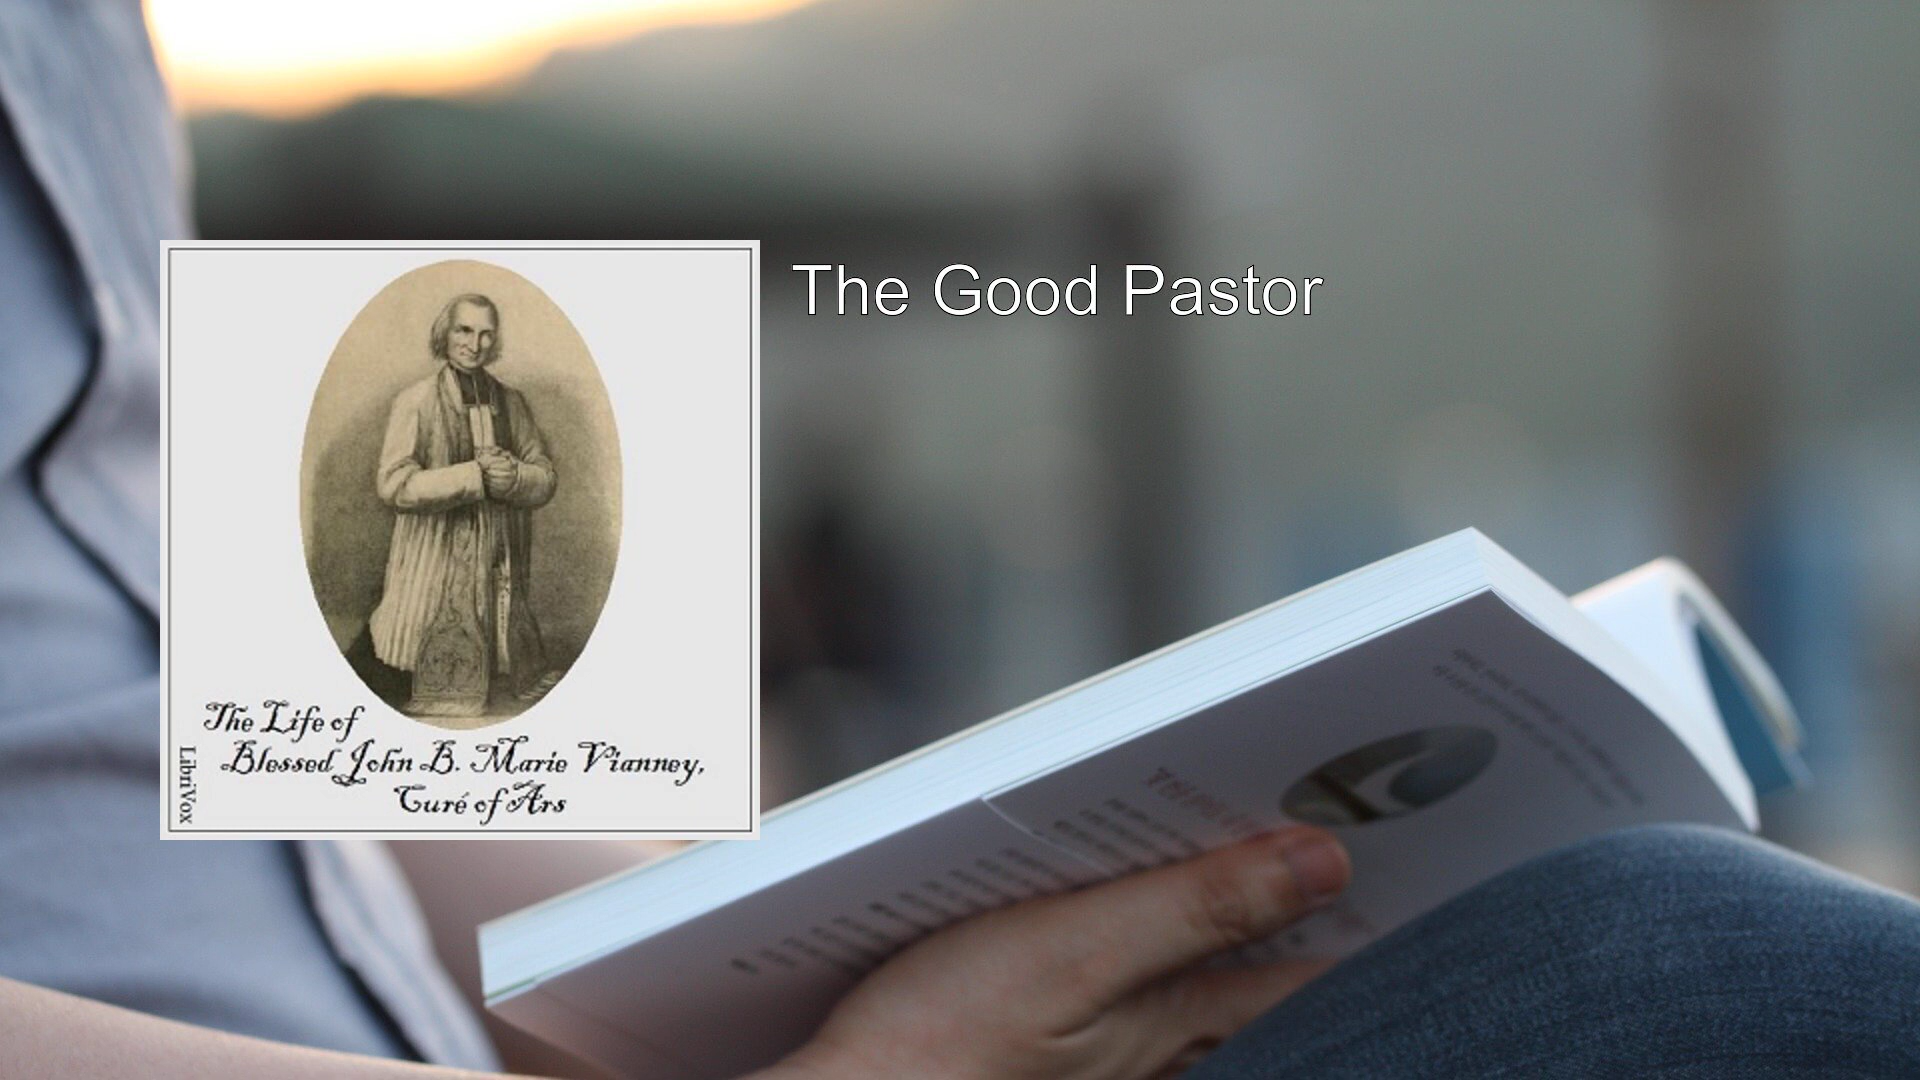 The Good Pastor
The Life of
Blessed John B. Marie Vianney,
Curé of Ars
LibriVox